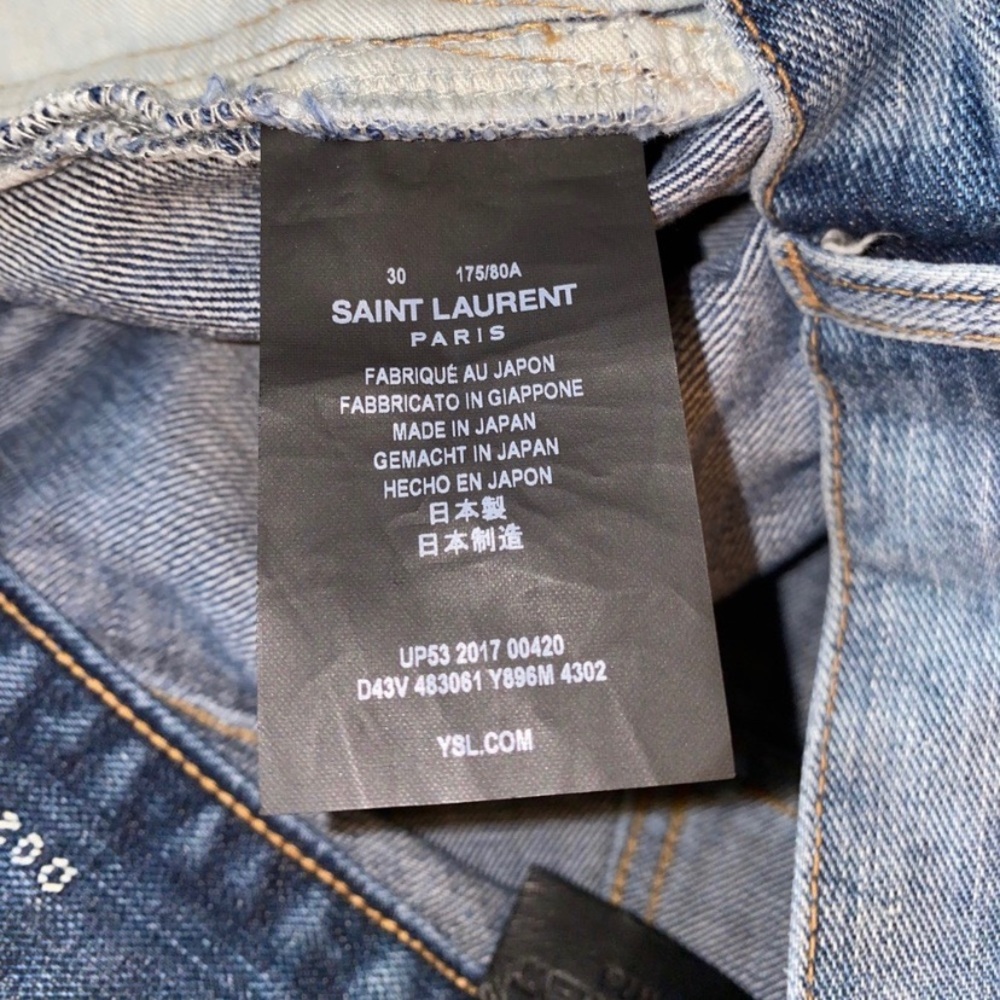 30 175/80A
SAINT LAURENT
PARIS
FABRIQUÉ AU JAPON
FABBRICATO IN GIAPPONE
MADE IN JAPAN
GEMACHT IN JAPAN
HECHO EN JAPON
日本製
日本制造
UP53 2017 00420
D43V 483061 Y896M 4302
YSL.COM